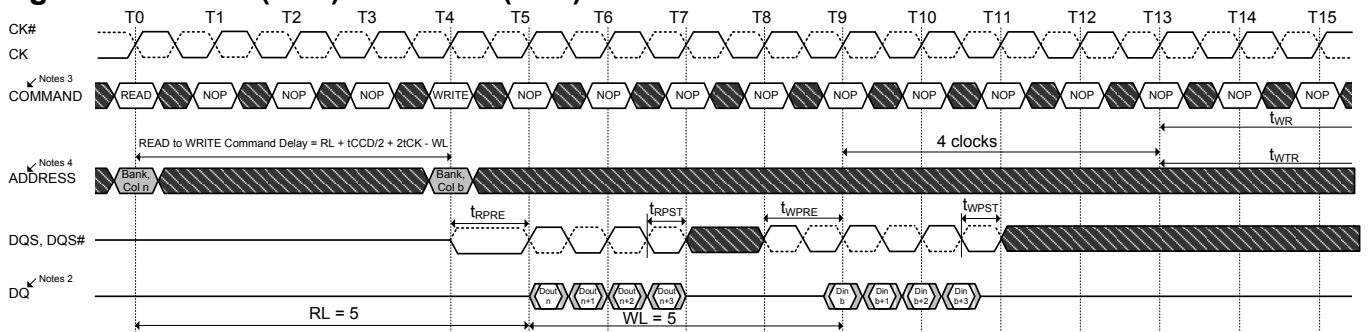 T0 T1 T2 T3 T4 T5 T6 T7 T8 T9 T10 T11 T12 T13 T14 T15
CK#
CK
Notes 3
COMMAND READ NOP NOP NOP WRITE NOP NOP NOP NOP NOP NOP NOP NOP NOP NOP NOP
tWR
READ to WRITE Command Delay = RL + tCCD/2 + 2tCK - WL
4 clocks
tWTR
Notes 4
ADDRESS Bank, Col n Bank, Col b
tRPRE tRPST tWPRE tWPST
DQS, DQS#
Notes 2
DQ Dout n Dout n+1 Dout n+2 Dout n+3 Din b Din b+1 Din b+2 Din b+3
RL = 5 WL = 5